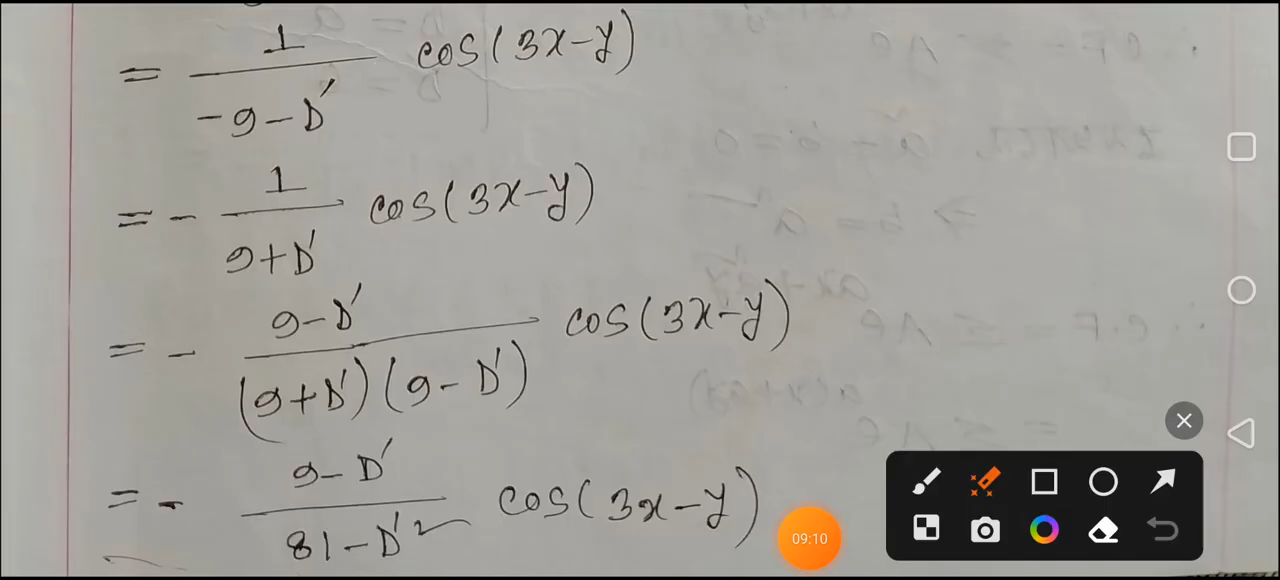 = 1/(-9-D′) cos(3x-y)
= - 1/(9+D′) cos(3x-y)
= - (9-D′)/((9+D′)(9-D′)) cos(3x-y)
= - (9-D′)/(81-D′²) cos(3x-y)
09:10